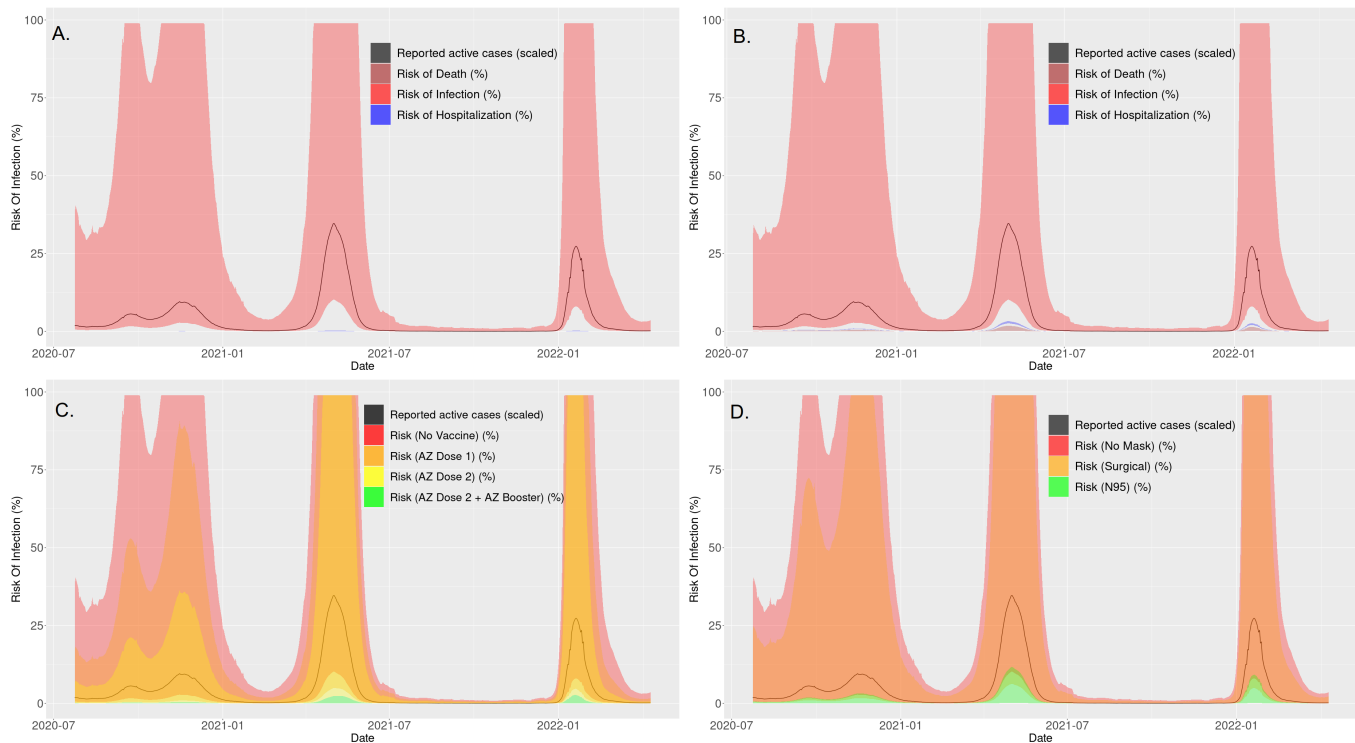 A.
100
75
50
25
0
Risk Of Infection (%)
Reported active cases (scaled)
Risk of Death (%)
Risk of Infection (%)
Risk of Hospitalization (%)
2020-07
2021-01
2021-07
2022-01
Date
B.
100
75
50
25
0
Risk Of Infection (%)
Reported active cases (scaled)
Risk of Death (%)
Risk of Infection (%)
Risk of Hospitalization (%)
2020-07
2021-01
2021-07
2022-01
Date
C.
100
75
50
25
0
Risk Of Infection (%)
Reported active cases (scaled)
Risk (No Vaccine) (%)
Risk (AZ Dose 1) (%)
Risk (AZ Dose 2) (%)
Risk (AZ Dose 2 + AZ Booster) (%)
2020-07
2021-01
2021-07
2022-01
Date
D.
100
75
50
25
0
Risk Of Infection (%)
Reported active cases (scaled)
Risk (No Mask) (%)
Risk (Surgical) (%)
Risk (N95) (%)
2020-07
2021-01
2021-07
2022-01
Date